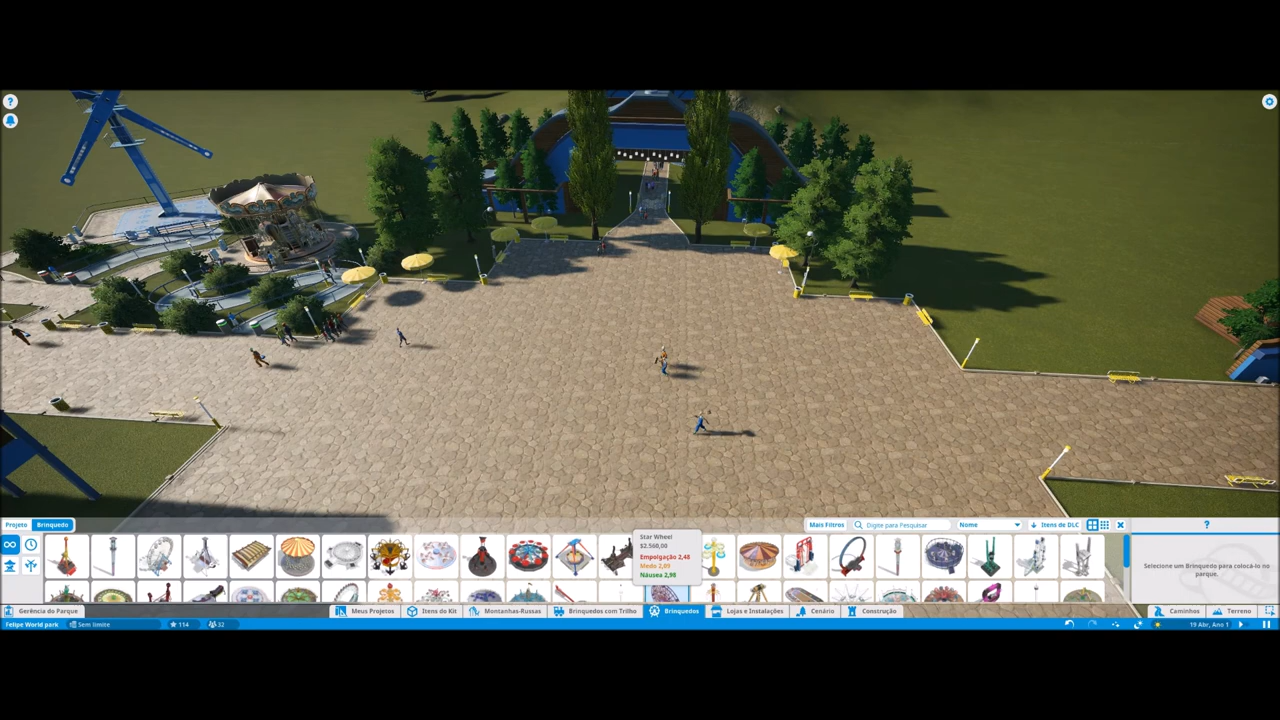 ?
Projeto Brinquedo
Mais Filtros Digite para Pesquisar Nome Itens de DLC ?
Star Wheel
$2.560,00
Empolgação 2,48
Medo 2,09
Náusea 2,98
Selecione um Brinquedo para colocá-lo no
parque.
Gerência do Parque Meus Projetos Itens do Kit Montanhas-Russas Brinquedos com Trilho Brinquedos Lojas e Instalações Cenário Construção Caminhos Terreno
Felipe World park Sem limite 114 32 19 Abr, Ano 1